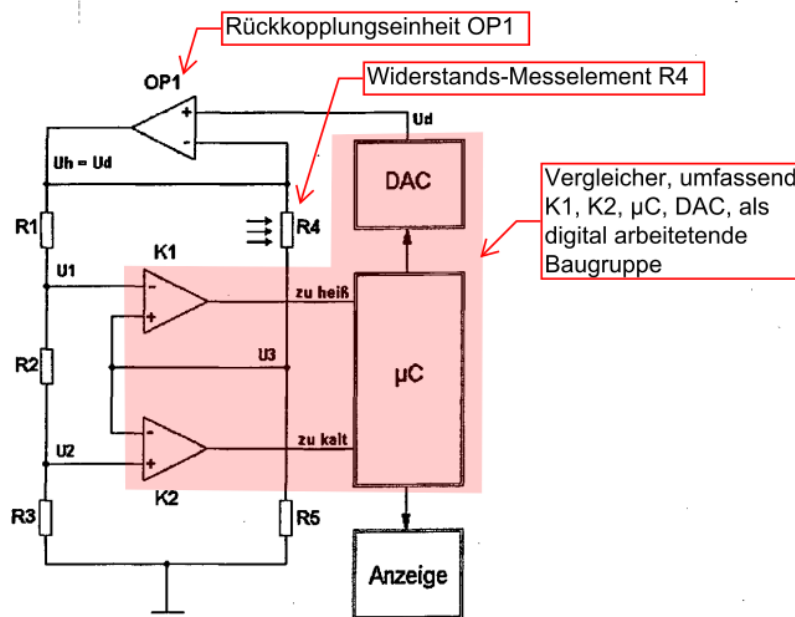 Rückkopplungseinheit OP1
OP1
Widerstands-Messelement R4
Ud
Uh = Ud
DAC
Vergleicher, umfassend
K1, K2, µC, DAC, als
digital arbeitetende
Baugruppe
R1
R4
K1
U1
zu heiß
U3
R2
µC
zu kalt
U2
K2
R3
R5
Anzeige
+
-
-
+
-
+